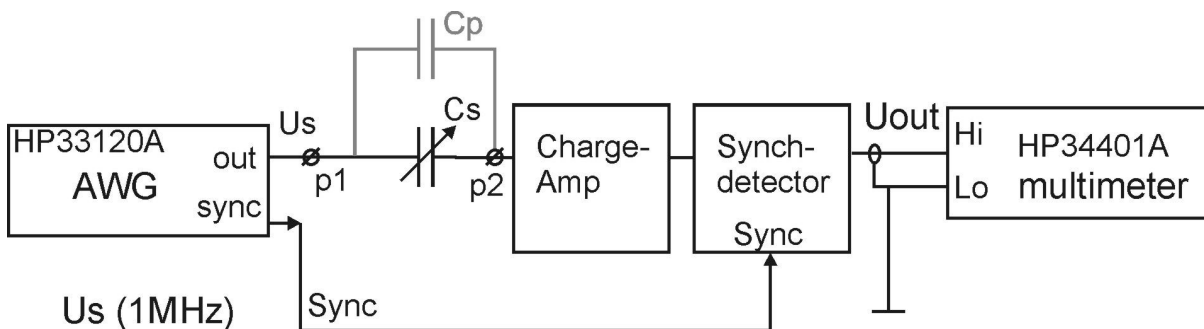 Cp
Us
Cs
p1
p2
HP33120A
AWG
out
sync
Charge-
Amp
Synch-
detector
Sync
Uout
Hi
Lo
HP34401A
multimeter
Us (1MHz)
Sync